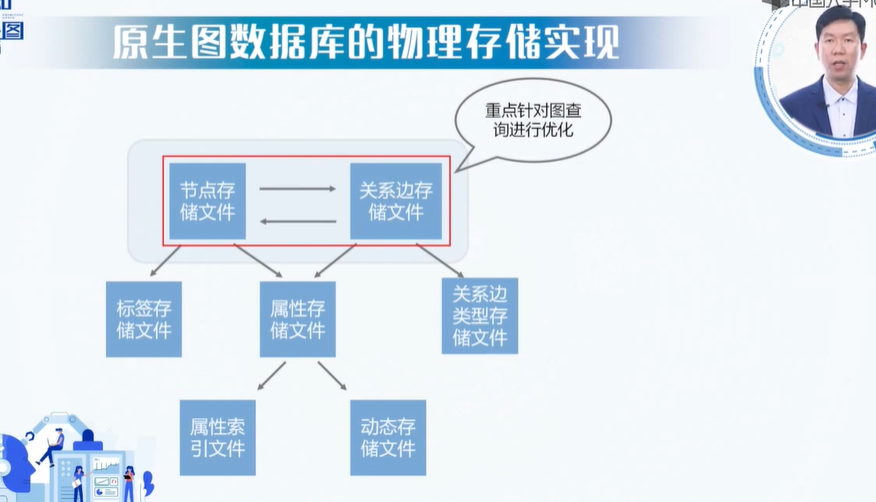 原生图数据库的物理存储实现
重点针对图查
询进行优化
节点存
储文件
关系边存
储文件
标签存
储文件
属性存
储文件
关系边
类型存
储文件
属性索
引文件
动态存
储文件